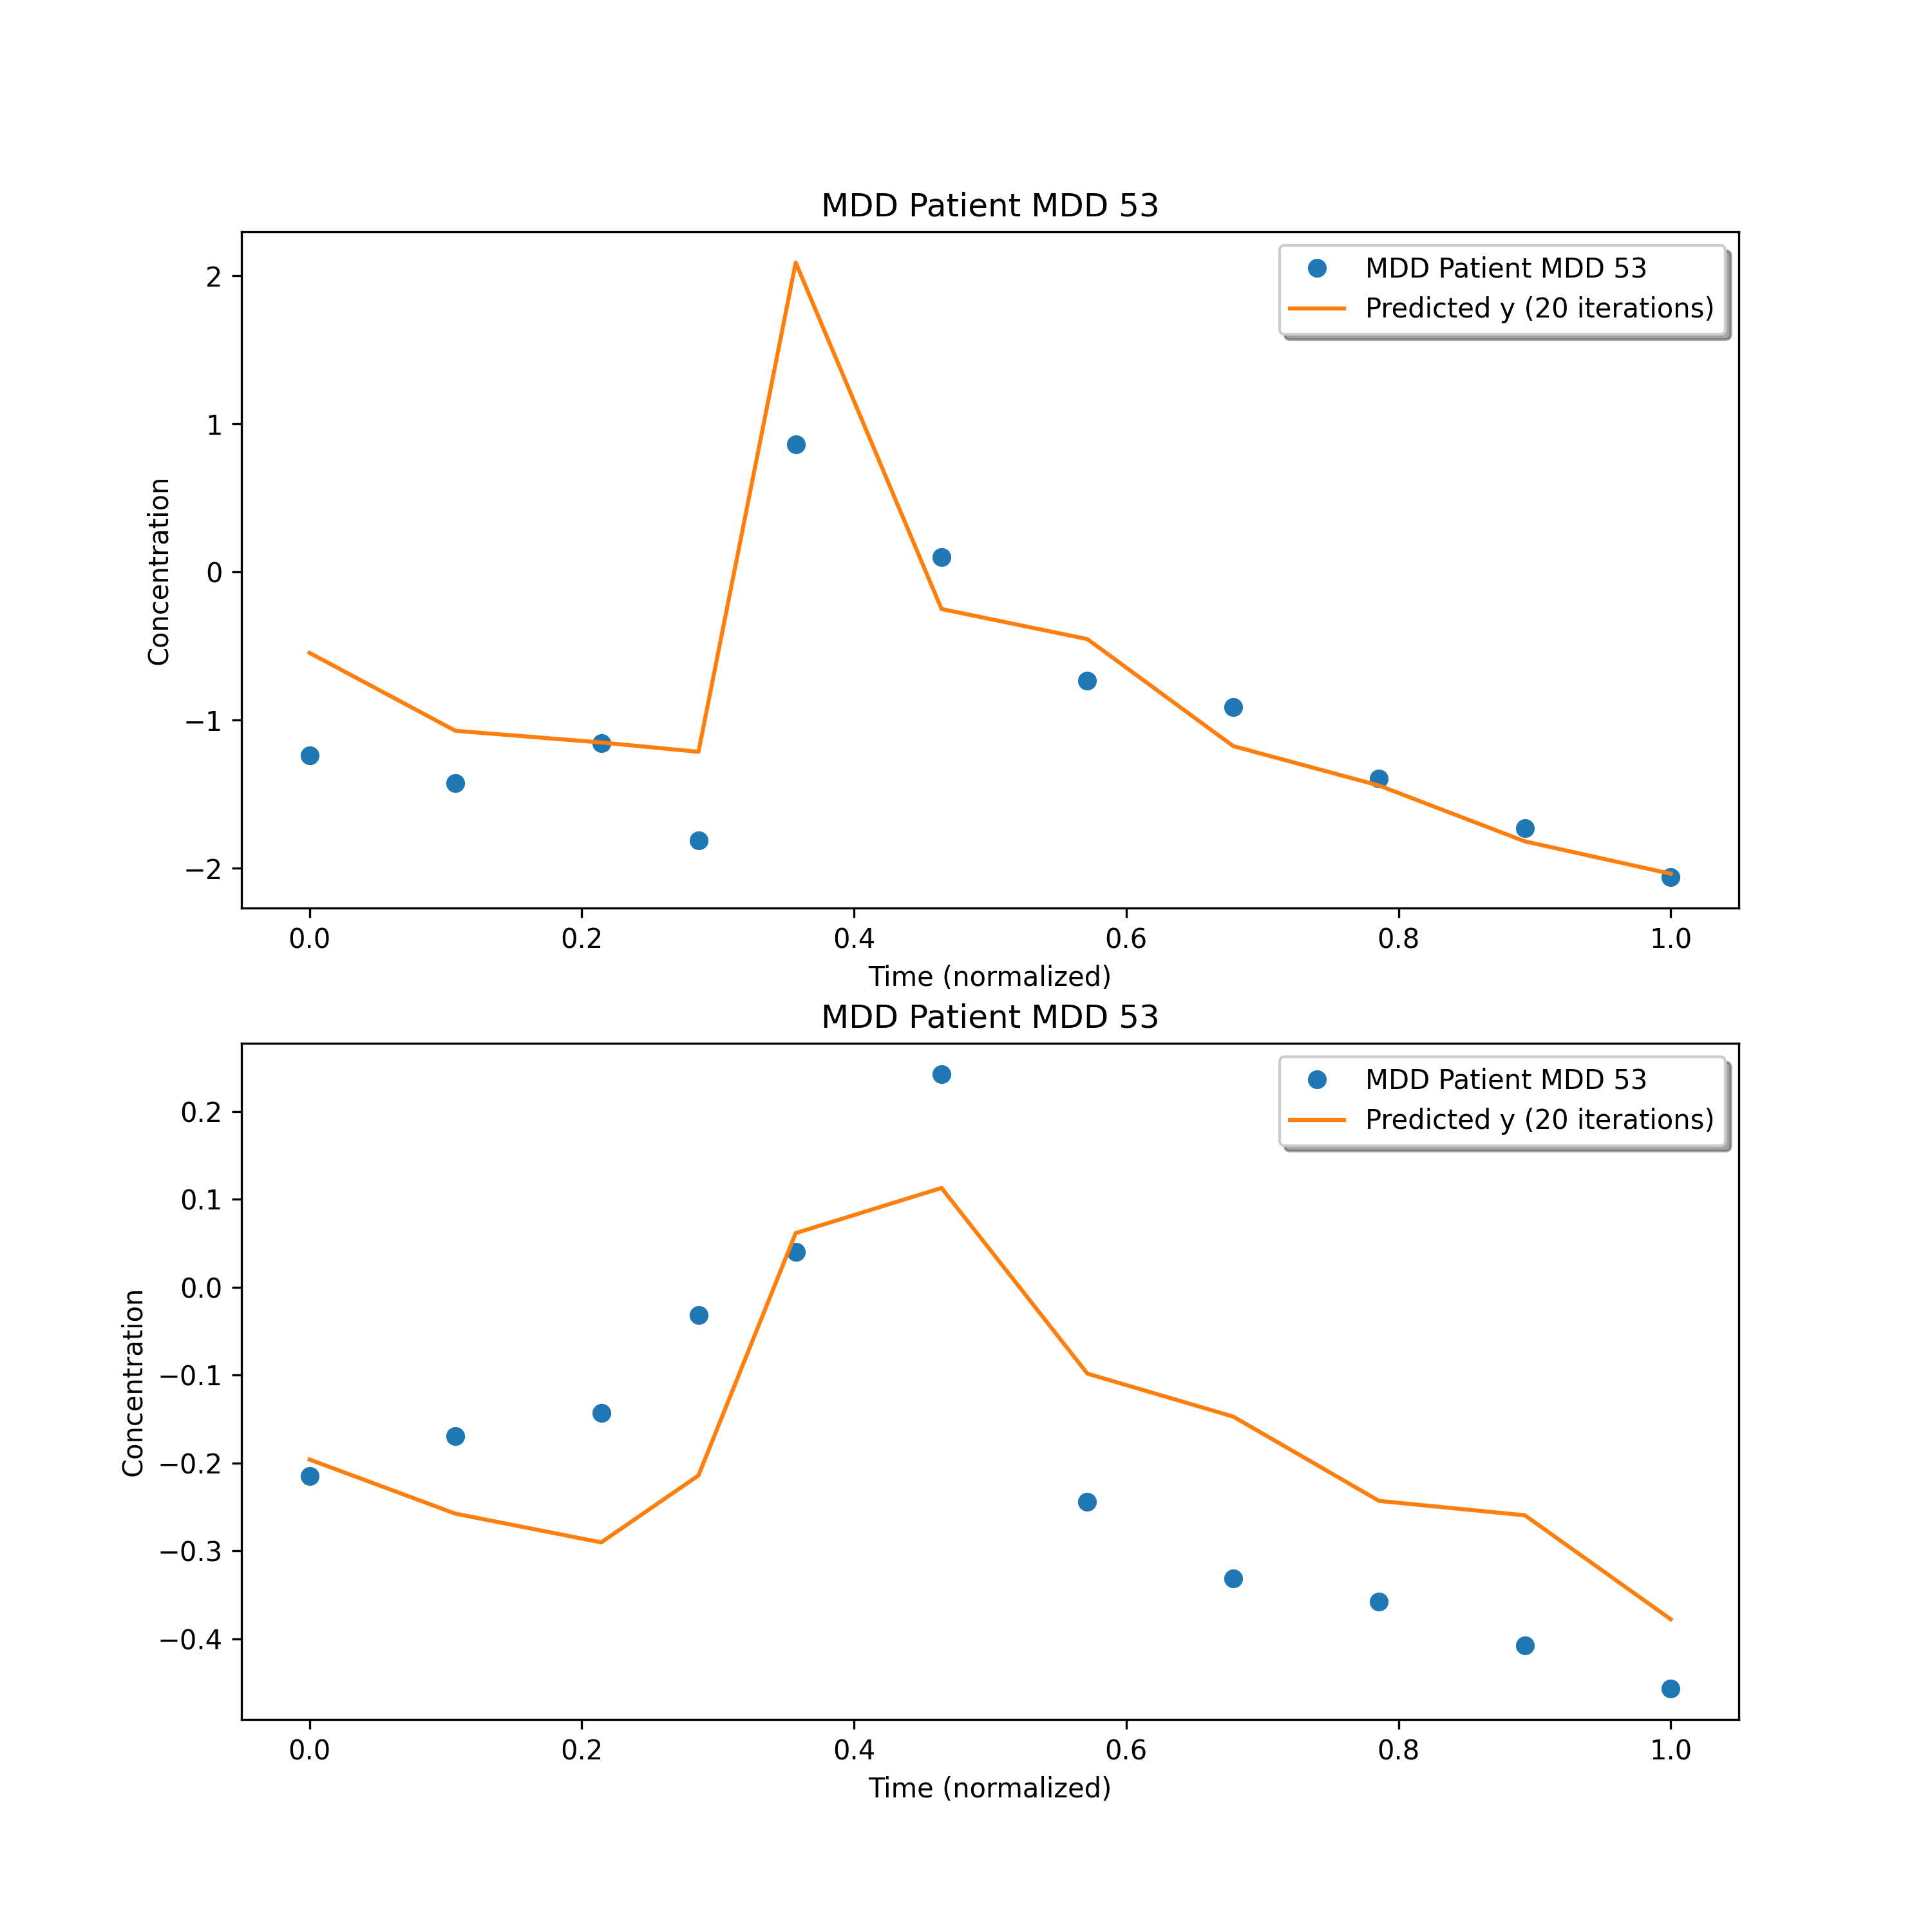 MDD Patient MDD 53
MDD Patient MDD 53
Predicted y (20 iterations)
2
1
0
−1
−2
Concentration
0.0 0.2 0.4 0.6 0.8 1.0
Time (normalized)
MDD Patient MDD 53
MDD Patient MDD 53
Predicted y (20 iterations)
0.2
0.1
0.0
−0.1
−0.2
−0.3
−0.4
Concentration
0.0 0.2 0.4 0.6 0.8 1.0
Time (normalized)